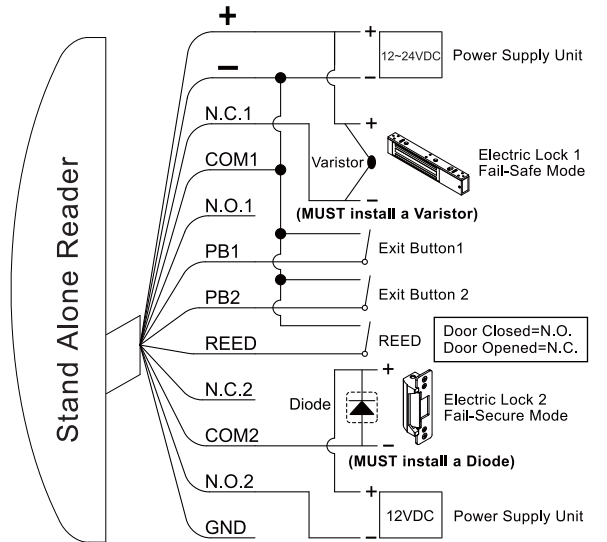 Stand Alone Reader
+
–
N.C.1
COM1
N.O.1
PB1
PB2
REED
N.C.2
COM2
N.O.2
GND
+
12~24VDC
–
Power Supply Unit
+
Varistor
–
Electric Lock 1
Fail-Safe Mode
(MUST install a Varistor)
Exit Button1
Exit Button 2
REED
Door Closed=N.O.
Door Opened=N.C.
+
Diode
–
Electric Lock 2
Fail-Secure Mode
(MUST install a Diode)
+
12VDC
–
Power Supply Unit